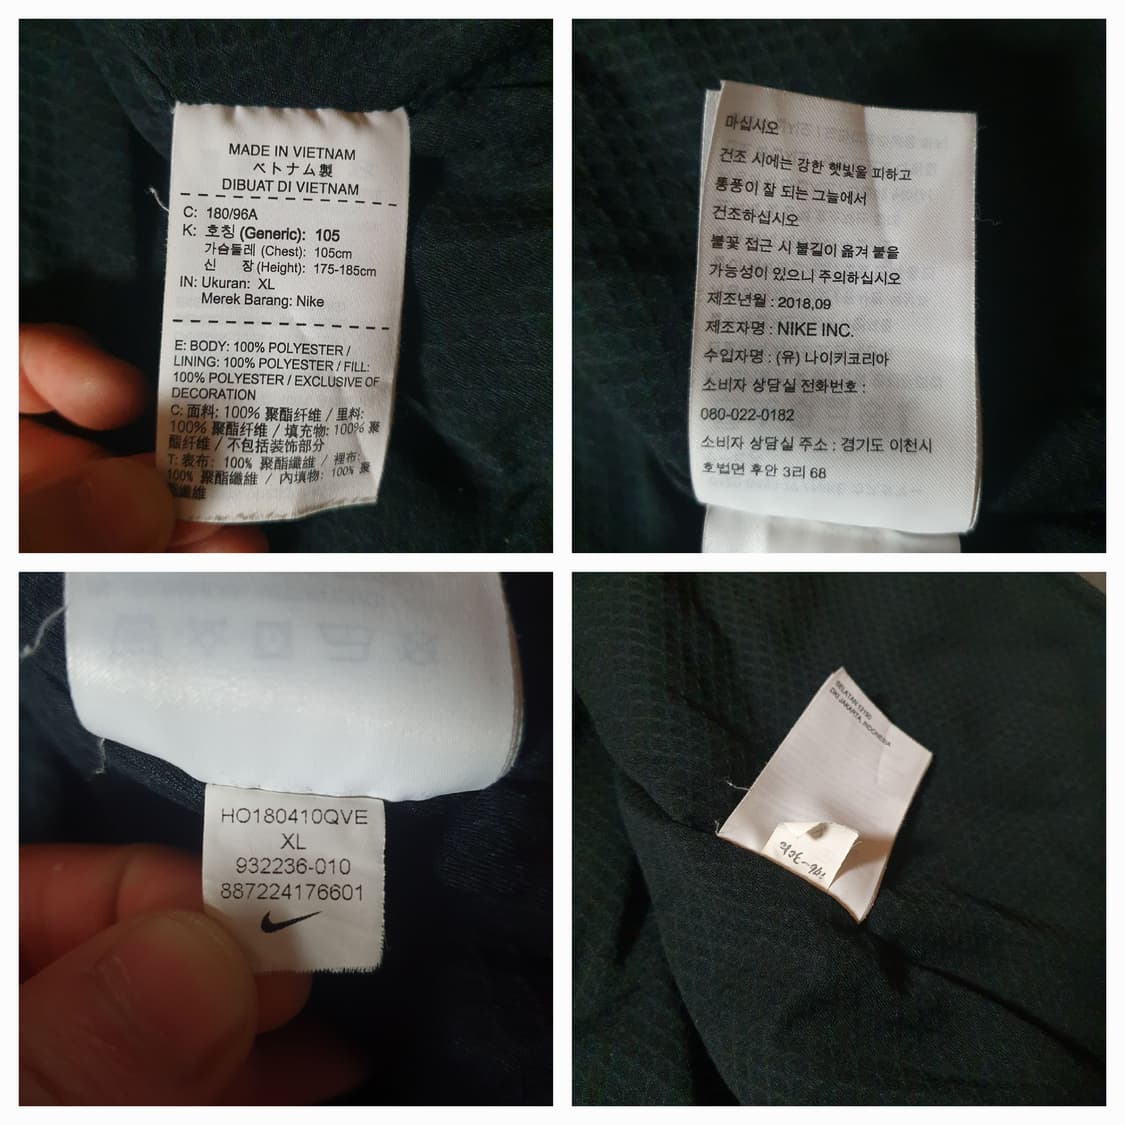 MADE IN VIETNAM
ベトナム製
DIBUAT DI VIETNAM
C: 180/96A
K: 호칭 (Generic): 105
가슴둘레 (Chest): 105cm
신 장 (Height): 175-185cm
IN: Ukuran: XL
Merek Barang: Nike
E: BODY: 100% POLYESTER /
LINING: 100% POLYESTER / FILL:
100% POLYESTER / EXCLUSIVE OF
DECORATION
C: 面料: 100% 聚酯纤维 / 里料:
100% 聚酯纤维 / 填充物: 100% 聚
酯纤维 / 不包括装饰部分
T: 表布: 100% 聚酯纖維 / 裡布:
100% 聚酯纖維 / 內填物: 100% 聚
酯纖維
마십시오
건조 시에는 강한 햇빛을 피하고
통풍이 잘 되는 그늘에서
건조하십시오
불꽃 접근 시 불길이 옮겨 붙을
가능성이 있으니 주의하십시오
제조년월 : 2018,09
제조자명 : NIKE INC.
수입자명 : (유) 나이키코리아
소비자 상담실 전화번호 :
080-022-0182
소비자 상담실 주소 : 경기도 이천시
호법면 후안 3리 68
HO180410QVE
XL
932236-010
887224176601
SELATAN 12190
DKI JAKARTA, INDONESIA